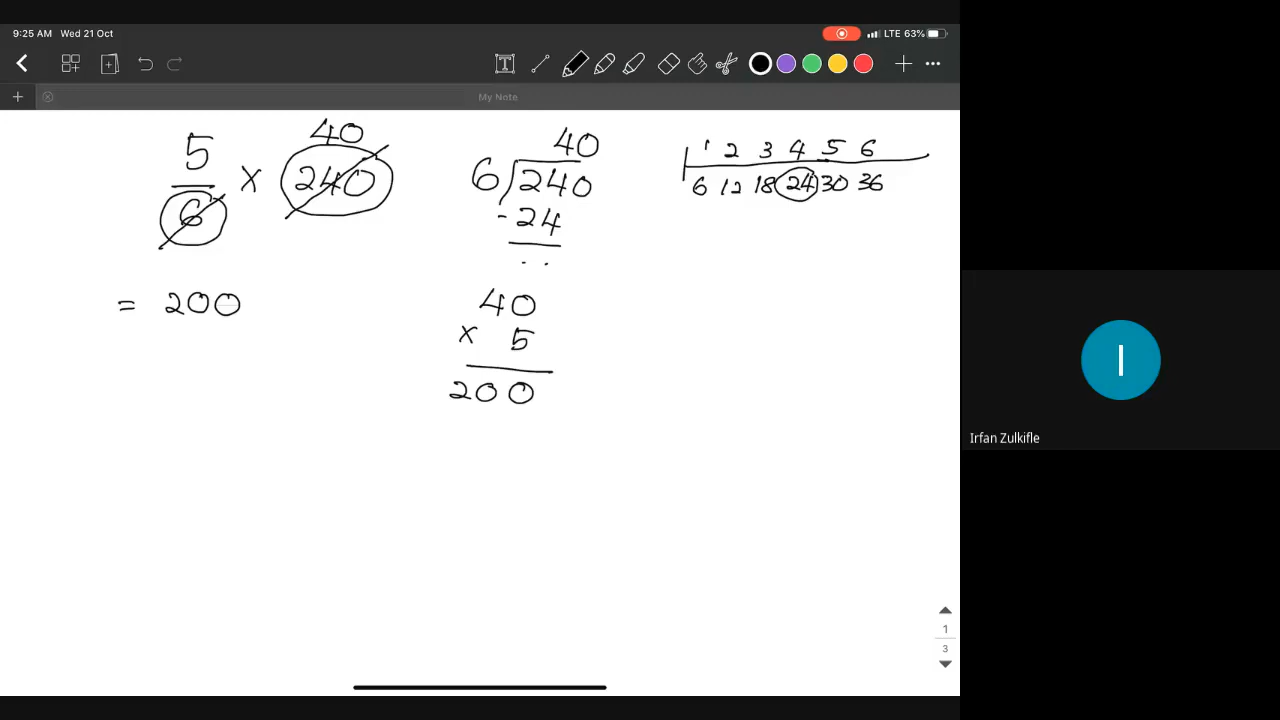 9:25 AM Wed 21 Oct
LTE 63%
T
My Note
5/6 × 240
40
= 200
40
6 240
- 24
. .
40
× 5
200
1 2 3 4 5 6
6 12 18 24 30 36
1
3
I
Irfan Zulkifle